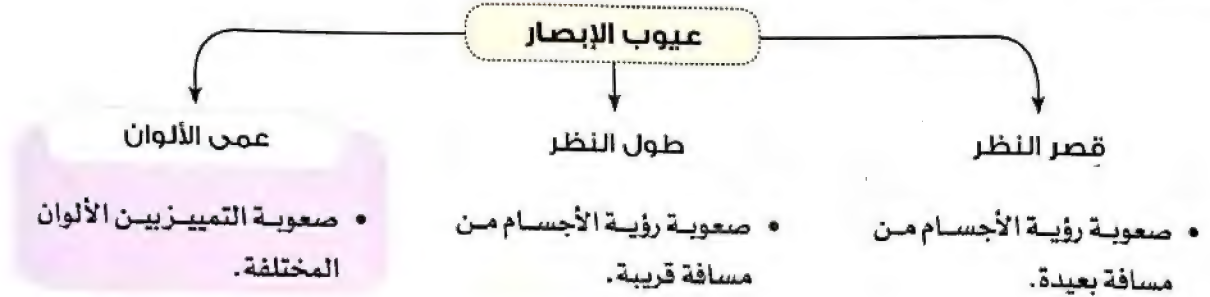 عيوب الإبصار
قِصر النظر
• صعوبة رؤية الأجسام من
مسافة بعيدة.
طول النظر
• صعوبة رؤية الأجسام من
مسافة قريبة.
عمى الألوان
• صعوبة التمييز بين الألوان
المختلفة.